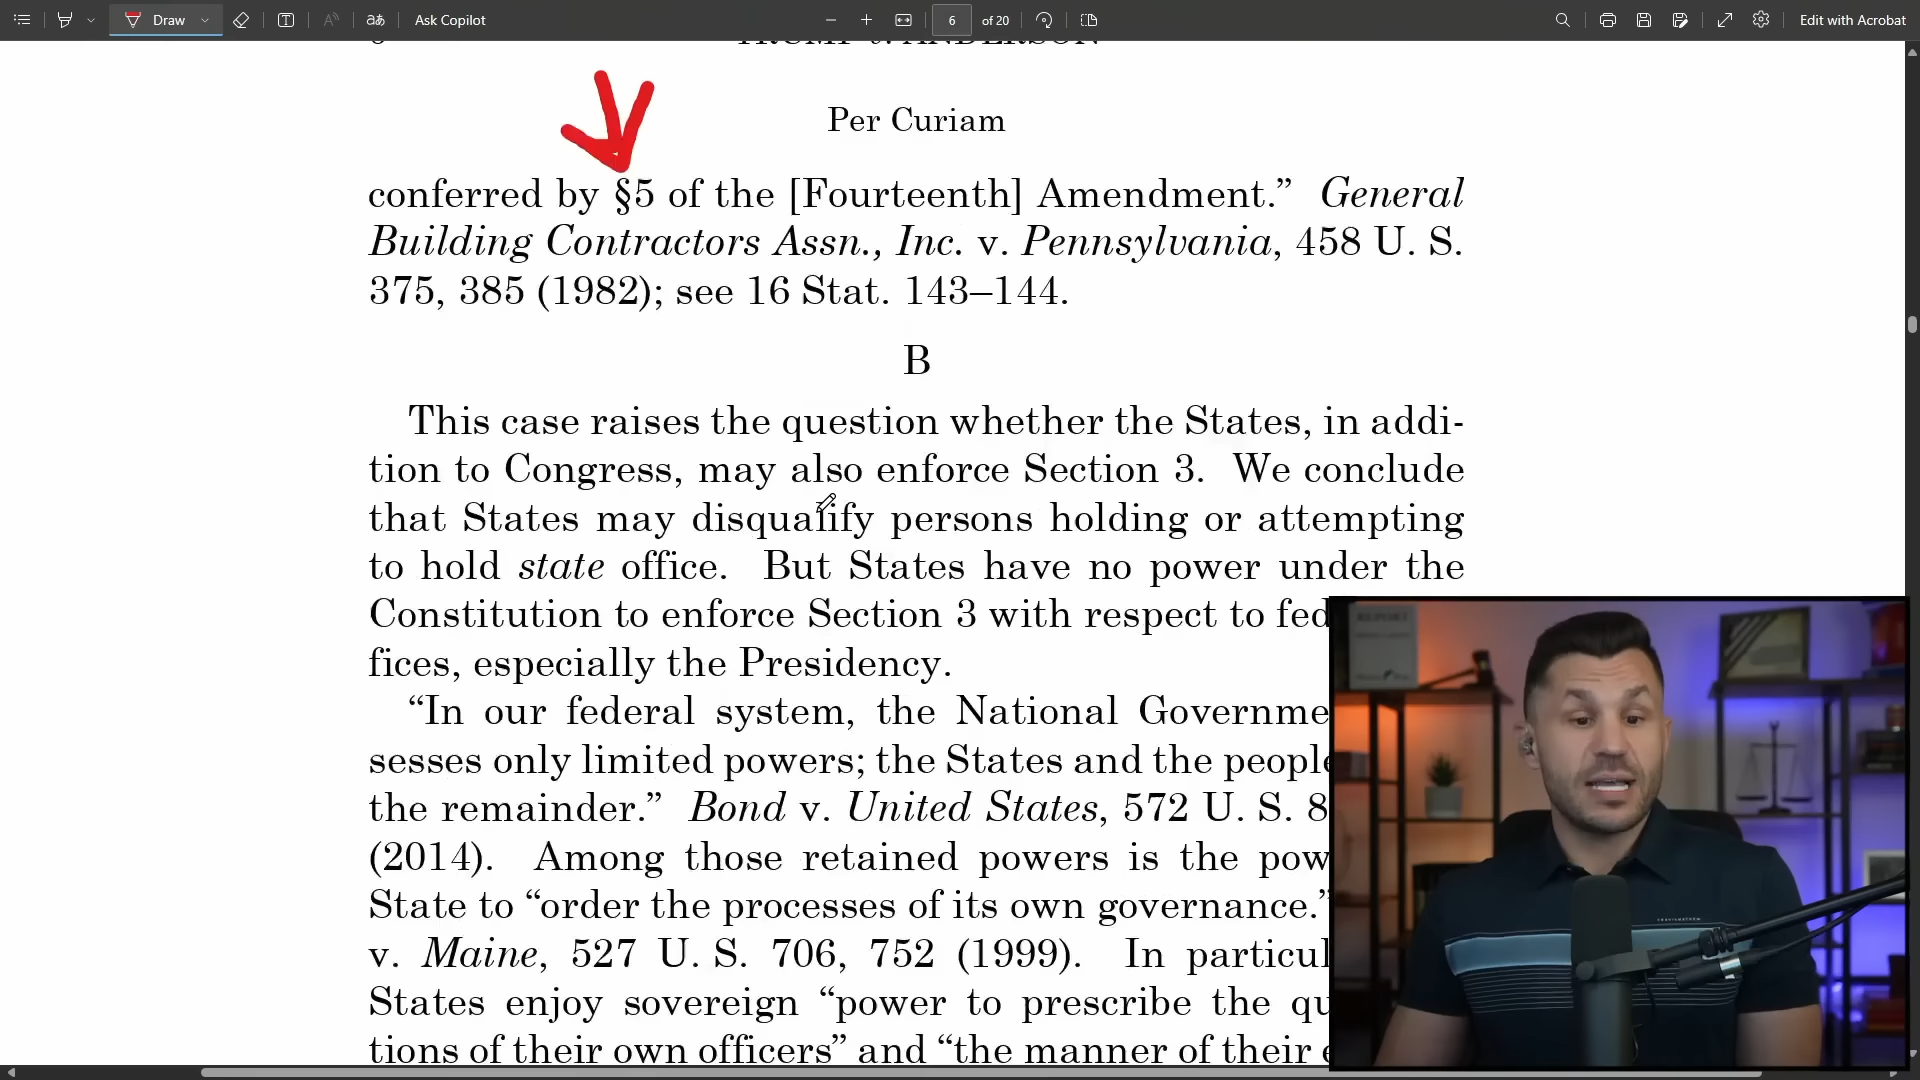 Draw
aあ
Ask Copilot
6
of 20
Edit with Acrobat
6 TRUMP v. ANDERSON
Per Curiam
conferred by §5 of the [Fourteenth] Amendment.” General
Building Contractors Assn., Inc. v. Pennsylvania, 458 U. S.
375, 385 (1982); see 16 Stat. 143–144.
B
This case raises the question whether the States, in addi-
tion to Congress, may also enforce Section 3. We conclude
that States may disqualify persons holding or attempting
to hold state office. But States have no power under the
Constitution to enforce Section 3 with respect to fed
fices, especially the Presidency.
“In our federal system, the National Governme
sesses only limited powers; the States and the people
the remainder.” Bond v. United States, 572 U. S. 8
(2014). Among those retained powers is the pow
State to “order the processes of its own governance.”
v. Maine, 527 U. S. 706, 752 (1999). In particul
States enjoy sovereign “power to prescribe the qu
tions of their own officers” and “the manner of their e